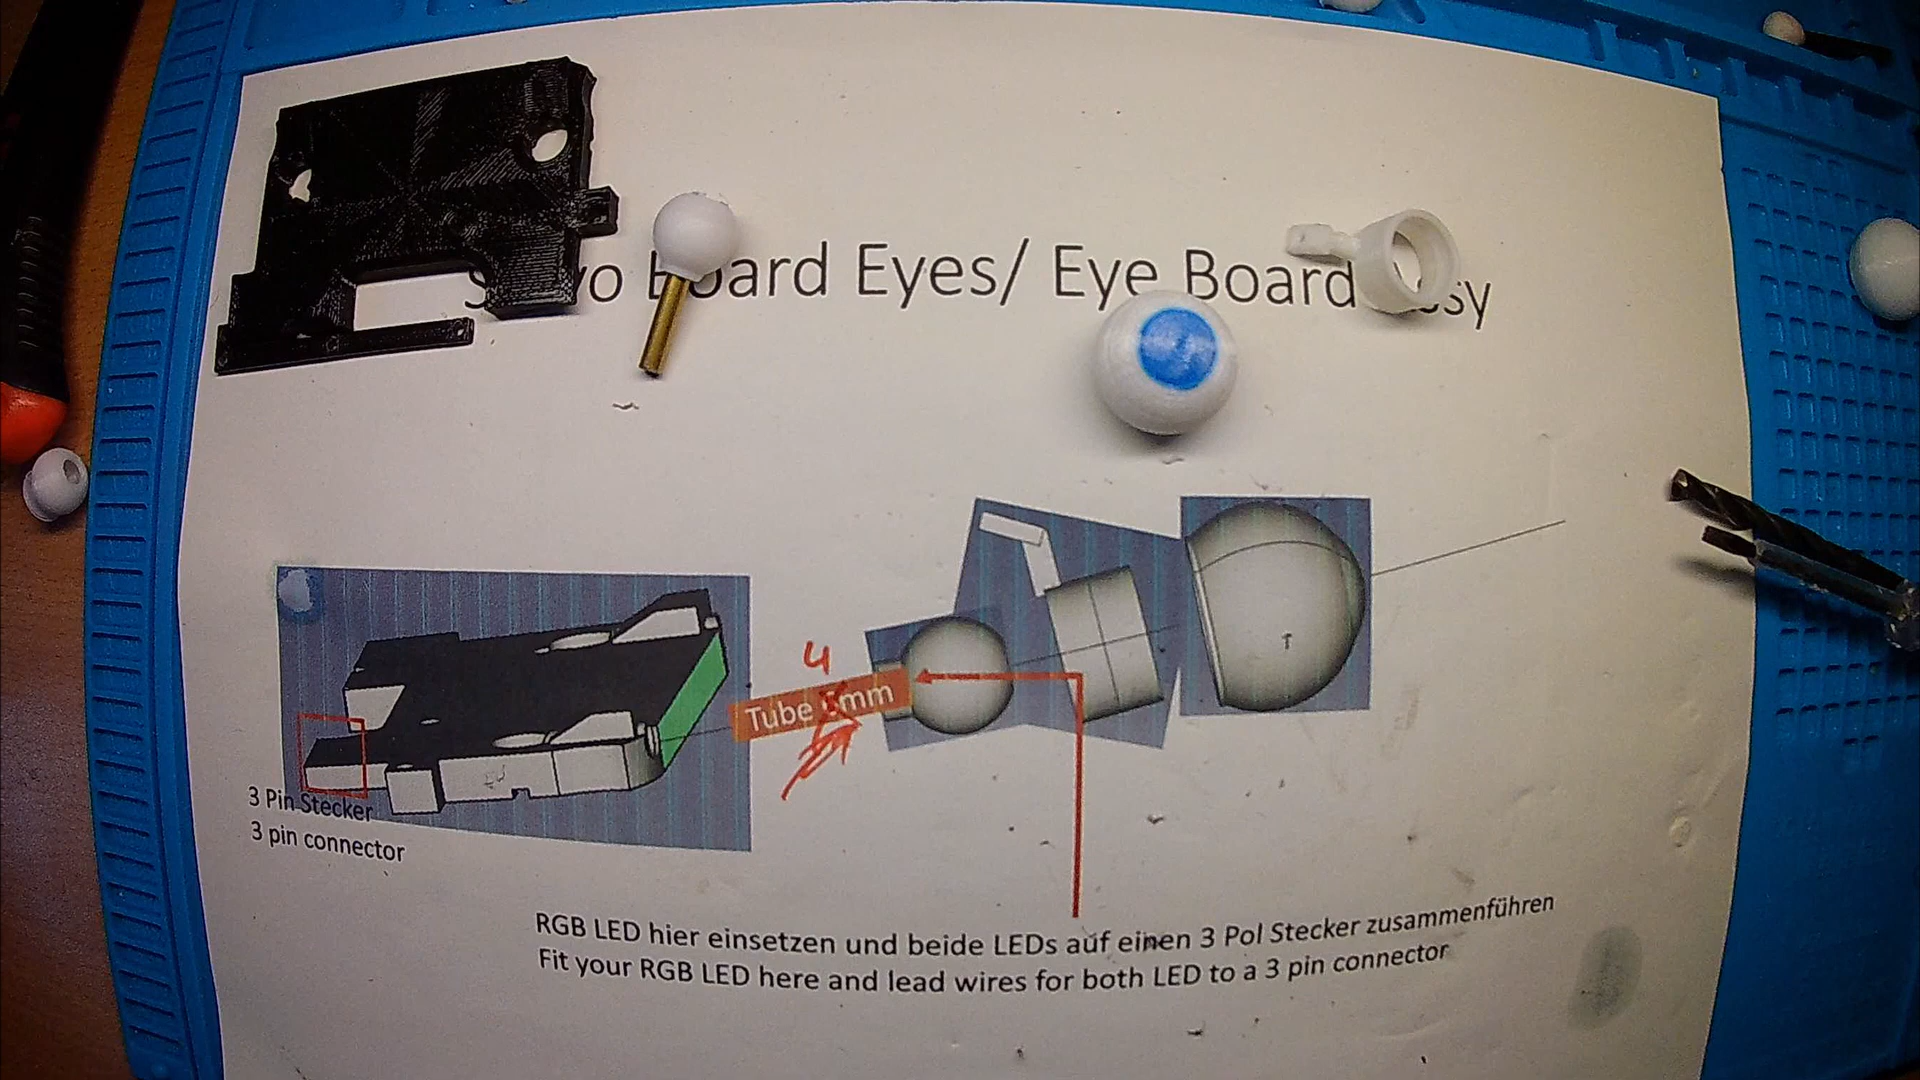 Board Eyes/ Eye Board
4
Tube mm
3 Pin Stecker
3 pin connector
RGB LED hier einsetzen und beide LEDs auf einen 3 Pol Stecker zusammenführen
Fit your RGB LED here and lead wires for both LED to a 3 pin connector